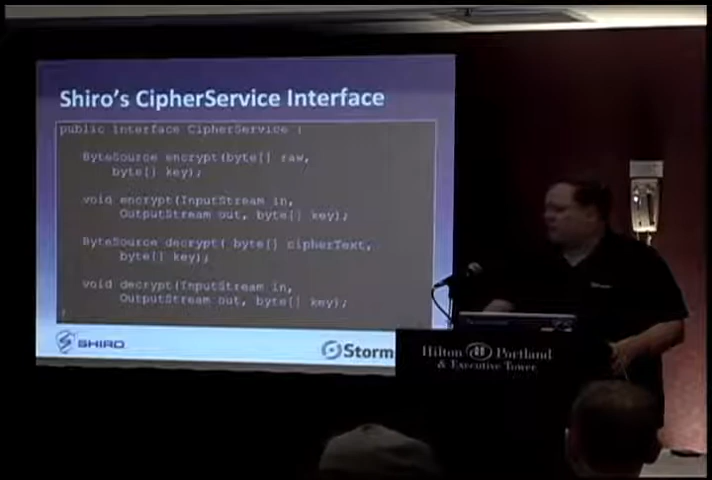 Shiro's CipherService Interface
public interface CipherService {
ByteSource encrypt(byte[] raw,
byte[] key);
void encrypt(InputStream in,
OutputStream out, byte[] key);
ByteSource decrypt( byte[] cipherText,
byte[] key);
void decrypt(InputStream in,
OutputStream out, byte[] key);
}
SHIRO
Storm
Hilton Portland
& Executive Tower